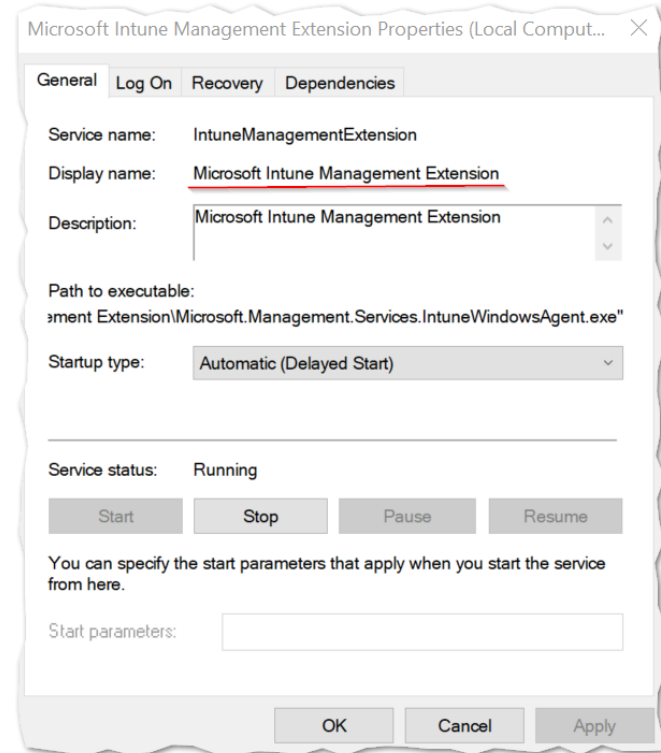 Microsoft Intune Management Extension Properties (Local Comput...
General Log On Recovery Dependencies
Service name: IntuneManagementExtension
Display name: Microsoft Intune Management Extension
Description: Microsoft Intune Management Extension
Path to executable:
ement Extension\Microsoft.Management.Services.IntuneWindowsAgent.exe"
Startup type: Automatic (Delayed Start)
Service status: Running
Start Stop Pause Resume
You can specify the start parameters that apply when you start the service
from here.
Start parameters:
OK Cancel Apply